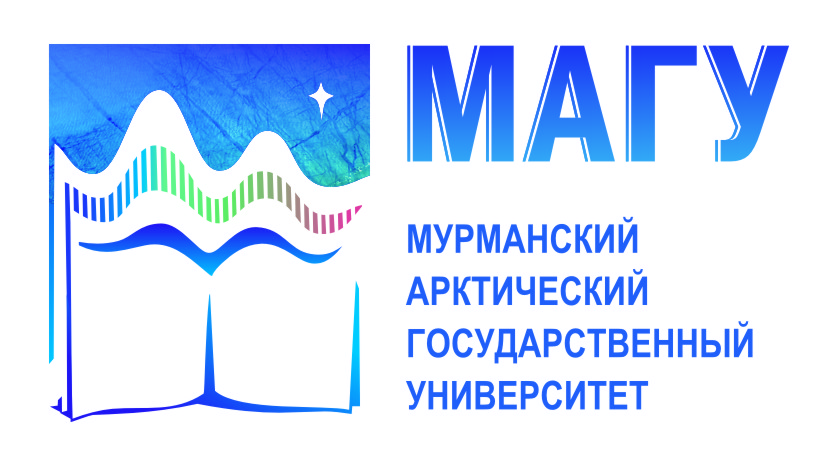 МАГУ
МУРМАНСКИЙ
АРКТИЧЕСКИЙ
ГОСУДАРСТВЕННЫЙ
УНИВЕРСИТЕТ